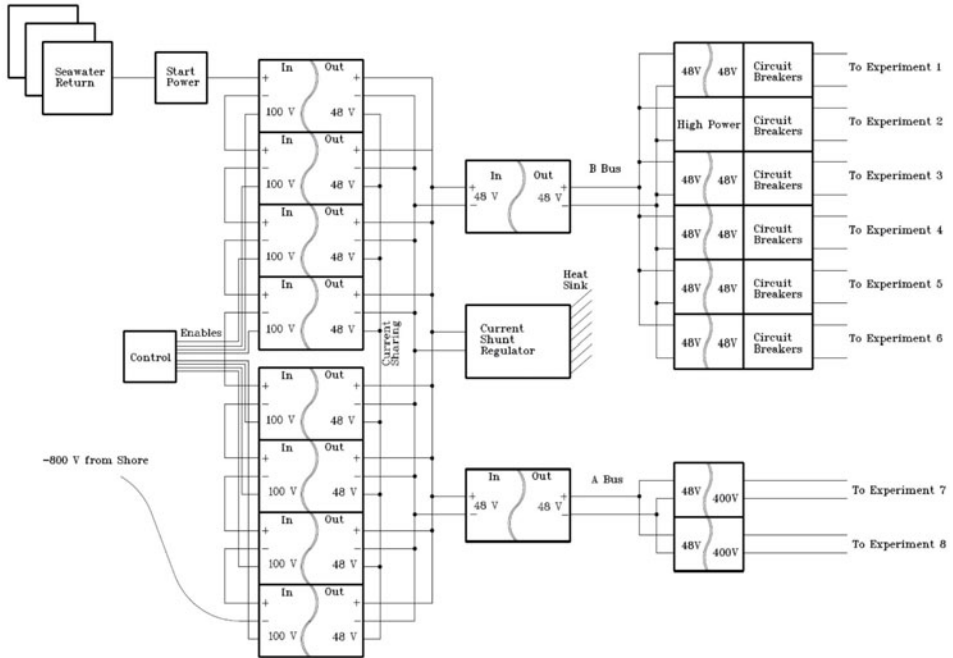 Seawater
Return
Start
Power
In Out
+ +
− −
100 V 48 V
In Out
+ +
− −
100 V 48 V
In Out
+ +
− −
100 V 48 V
In Out
+ +
− −
100 V 48 V
Enables
Control
Current
Sharing
In Out
+ +
− −
100 V 48 V
In Out
+ +
− −
100 V 48 V
In Out
+ +
− −
100 V 48 V
In Out
+ +
− −
100 V 48 V
−800 V from Shore
In Out
+ +
48 V 48 V
− −
B Bus
Heat
Sink
Current
Shunt
Regulator
In Out
+ +
48 V 48 V
− −
A Bus
48V 48V Circuit
Breakers
To Experiment 1
High Power Circuit
Breakers
To Experiment 2
48V 48V Circuit
Breakers
To Experiment 3
48V 48V Circuit
Breakers
To Experiment 4
48V 48V Circuit
Breakers
To Experiment 5
48V 48V Circuit
Breakers
To Experiment 6
48V 400V
To Experiment 7
48V 400V
To Experiment 8